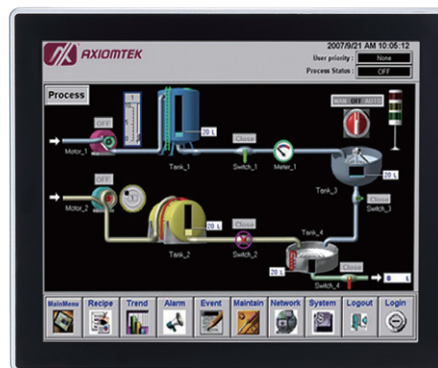 AXIOMTEK
2007/9/21 AM 10:05:12
User priority : None
Process Status : OFF
Process
1
MAN OFF AUTO
OFF
Motor_1
20 L
Tank_1
Close
Switch_1
Meter_1
Tank_3
20 L
OFF
Motor_2
Close
Switch_3
Tank_2
20 L
Close
Switch_2
Tank_4
20 L
Close
Switch_4
0 L
MainMenu Recipe Trend Alarm Event Maintain Network System Logout Login